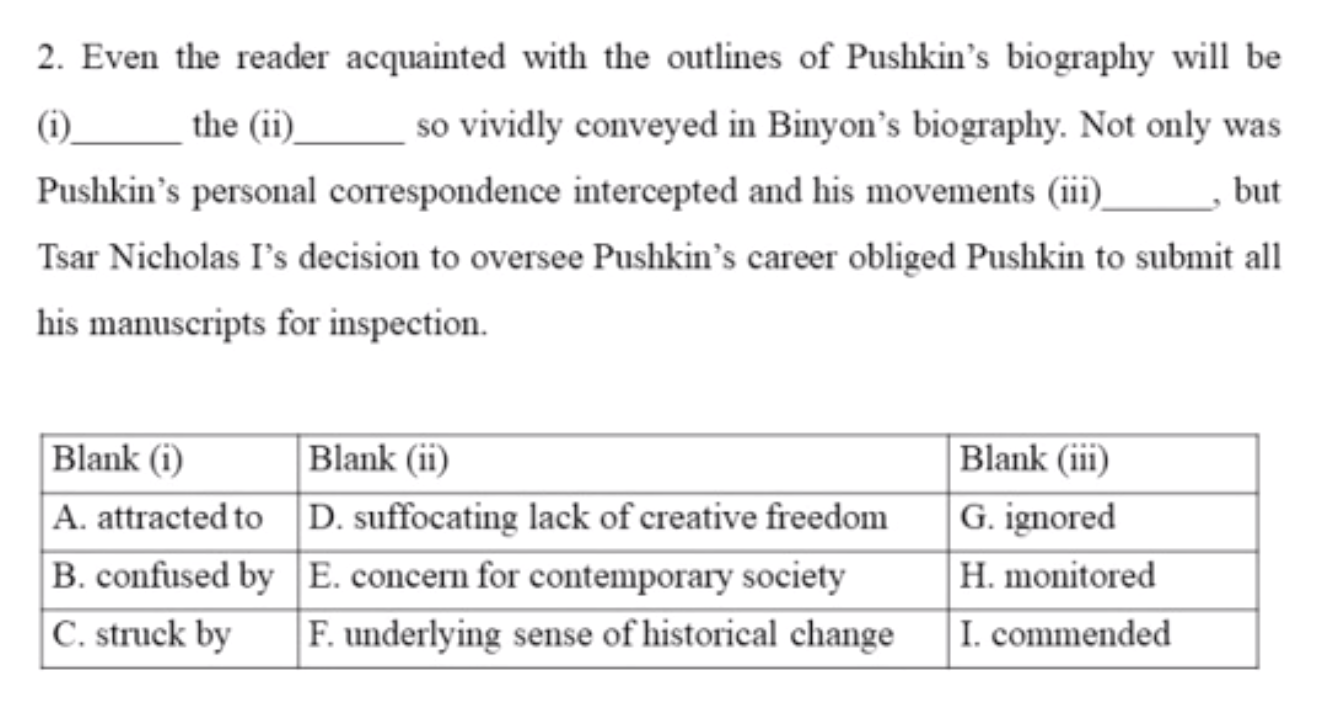 2. Even the reader acquainted with the outlines of Pushkin’s biography will be
(i)______ the (ii)______ so vividly conveyed in Binyon’s biography. Not only was
Pushkin’s personal correspondence intercepted and his movements (iii)______, but
Tsar Nicholas I’s decision to oversee Pushkin’s career obliged Pushkin to submit all
his manuscripts for inspection.
Blank (i) Blank (ii) Blank (iii)
A. attracted to D. suffocating lack of creative freedom G. ignored
B. confused by E. concern for contemporary society H. monitored
C. struck by F. underlying sense of historical change I. commended